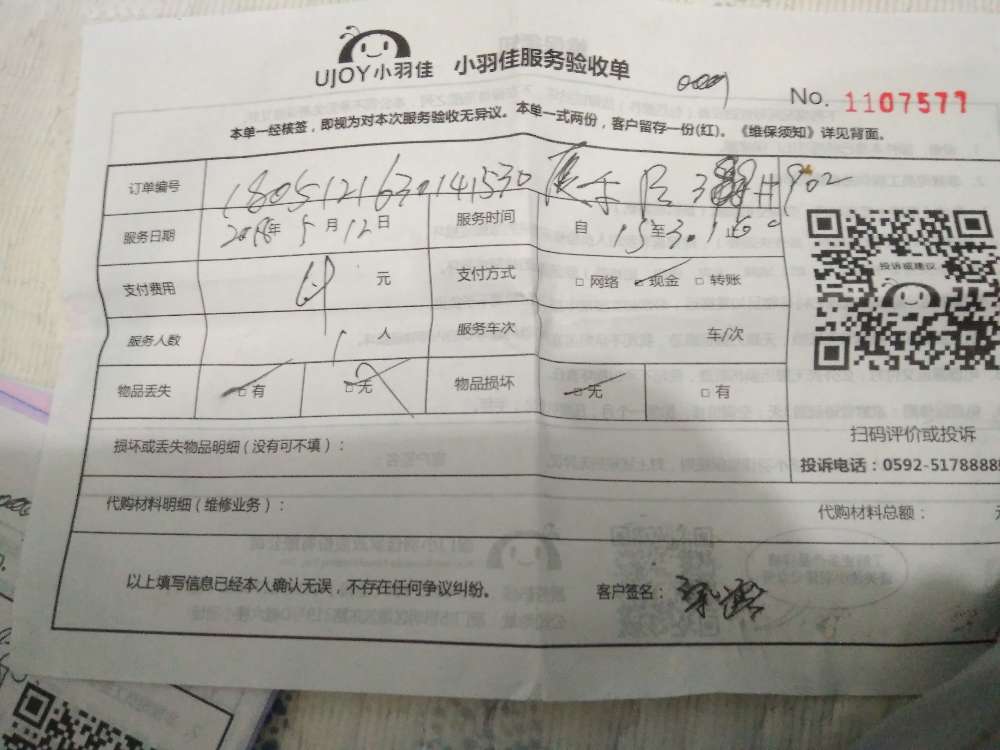 UJOY小羽佳 小羽佳服务验收单
No. 1107577
本单一经核签，即视为对本次服务验收无异议。本单一式两份，客户留存一份(红)。《维保须知》详见背面。
订单编号 1805121630141530
服务日期 2018年 5月12日 服务时间 自 至 止
支付费用 元 支付方式 □ 网络 □ 现金 □ 转账
服务人数 1 人 服务车次 车/次
物品丢失 □ 有 □ 无 物品损坏 □ 无 □ 有
投诉或建议
扫码评价或投诉
投诉电话：0592-5178888
损坏或丢失物品明细（没有可不填）：
代购材料明细（维修业务）： 代购材料总额：
以上填写信息已经本人确认无误，不存在任何争议纠纷。 客户签名：